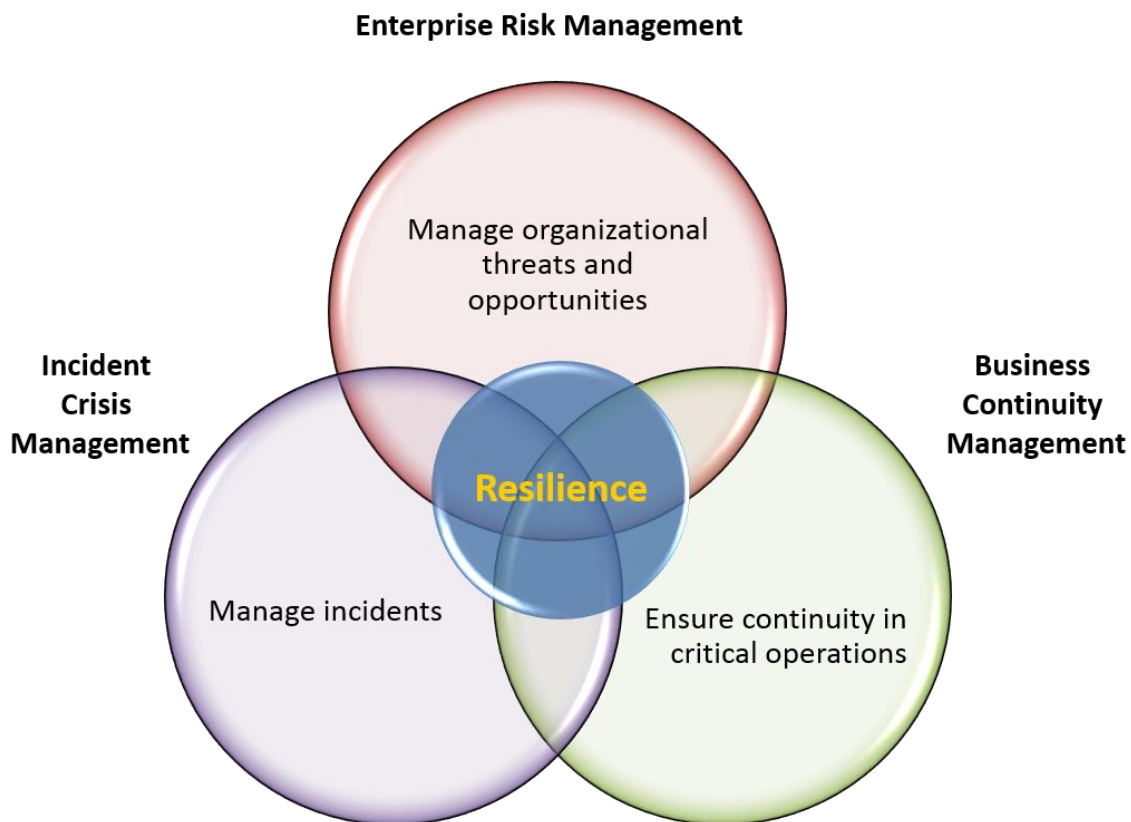 Enterprise Risk Management
Manage organizational
threats and
opportunities
Incident
Crisis
Management
Business
Continuity
Management
Resilience
Manage incidents
Ensure continuity in
critical operations